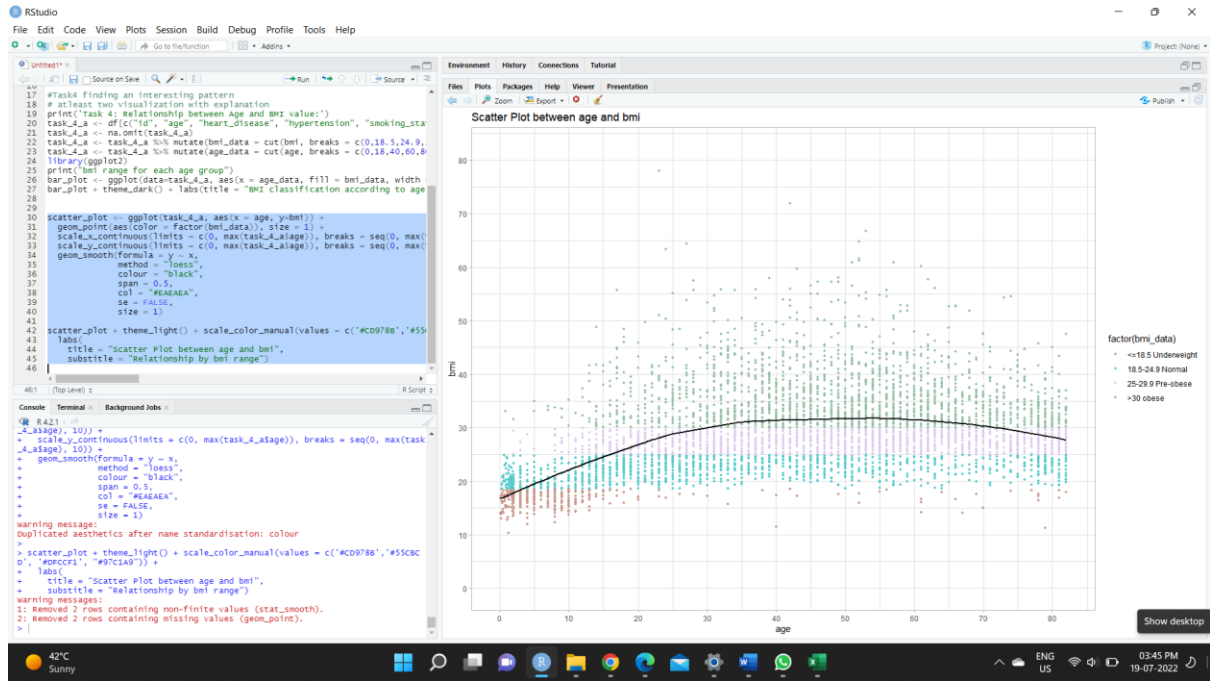 RStudio
File Edit Code View Plots Session Build Debug Profile Tools Help
Go to file/function Addins Project: (None)
Untitled1*
Source on Save Run Source
17 #Task4 finding an interesting pattern
18 # atleast two visualization with explanation
19 print('Task 4: Relationship between Age and BMI value:')
20 task_4_a <- df[c("id", "age", "heart_disease", "hypertension", "smoking_sta
21 task_4_a <- na.omit(task_4_a)
22 task_4_a <- task_4_a %>% mutate(bmi_data = cut(bmi, breaks = c(0,18.5,24.9,
23 task_4_a <- task_4_a %>% mutate(age_data = cut(age, breaks = c(0,18,40,60,8
24 library(ggplot2)
25 print("bmi range for each age group")
26 bar_plot <- ggplot(data=task_4_a, aes(x = age_data, fill = bmi_data, width
27 bar_plot + theme_dark() + labs(title = "BMI classification according to age
28
29
30 scatter_plot <- ggplot(task_4_a, aes(x = age, y=bmi)) +
31 geom_point(aes(color = factor(bmi_data)), size = 1) +
32 scale_x_continuous(limits = c(0, max(task_4_a$age)), breaks = seq(0, max(
33 scale_y_continuous(limits = c(0, max(task_4_a$age)), breaks = seq(0, max(
34 geom_smooth(formula = y ~ x,
35 method = "loess",
36 colour = "black",
37 span = 0.5,
38 col = "#EAEAEA",
39 se = FALSE,
40 size = 1)
41
42 scatter_plot + theme_light() + scale_color_manual(values = c('#CD978B','#55
43 labs(
44 title = "Scatter Plot between age and bmi",
45 substitle = "Relationship by bmi range")
46
46:1 (Top Level) R Script
Console Terminal Background Jobs
R 4.2.1
_4_a$age), 10)) +
+ scale_y_continuous(limits = c(0, max(task_4_a$age)), breaks = seq(0, max(task
_4_a$age), 10)) +
+ geom_smooth(formula = y ~ x,
+ method = "loess",
+ colour = "black",
+ span = 0.5,
+ col = "#EAEAEA",
+ se = FALSE,
+ size = 1)
Warning message:
Duplicated aesthetics after name standardisation: colour
>
> scatter_plot + theme_light() + scale_color_manual(values = c('#CD978B','#55CBC
D', '#DFCCF1', "#97C1A9")) +
+ labs(
+ title = "Scatter Plot between age and bmi",
+ substitle = "Relationship by bmi range")
Warning messages:
1: Removed 2 rows containing non-finite values (stat_smooth).
2: Removed 2 rows containing missing values (geom_point).
>
Environment History Connections Tutorial
Files Plots Packages Help Viewer Presentation
Zoom Export Publish
Scatter Plot between age and bmi
80
70
60
50
40
30
20
10
0
bmi
0 10 20 30 40 50 60 70 80
age
factor(bmi_data)
<=18.5 Underweight
18.5-24.9 Normal
25-29.9 Pre-obese
>30 obese
Show desktop
42°C
Sunny
ENG
US
03:45 PM
19-07-2022